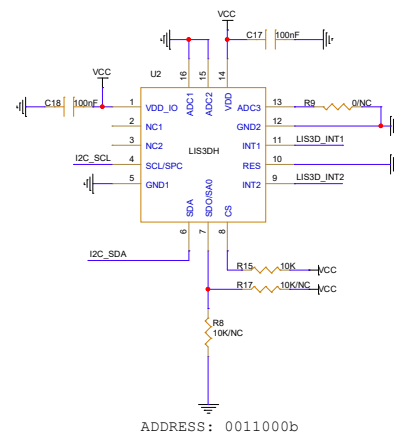 VCC
C17 100nF
U2
16 15 14
ADC1 ADC2 VDD
VCC
C18 100nF
1 VDD_IO
ADC3 13 R9 0/NC
2 NC1
GND2 12
3 NC2
LIS3DH
INT1 11 LIS3D_INT1
I2C_SCL 4 SCL/SPC
RES 10
5 GND1
INT2 9 LIS3D_INT2
SDA SDO/SA0 CS
6 7 8
I2C_SDA
R15 10K VCC
R17 10K/NC VCC
R8
10K/NC
ADDRESS: 0011000b